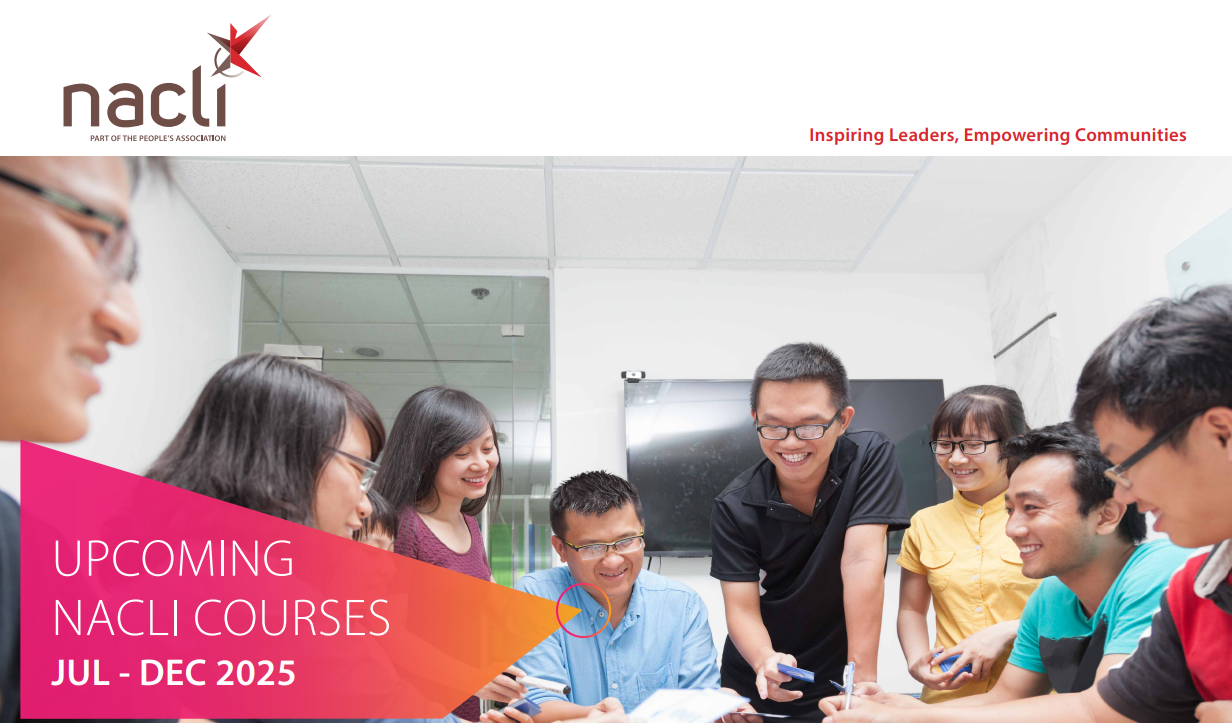 nacli
PART OF THE PEOPLE'S ASSOCIATION
Inspiring Leaders, Empowering Communities
UPCOMING
NACLI COURSES
JUL - DEC 2025